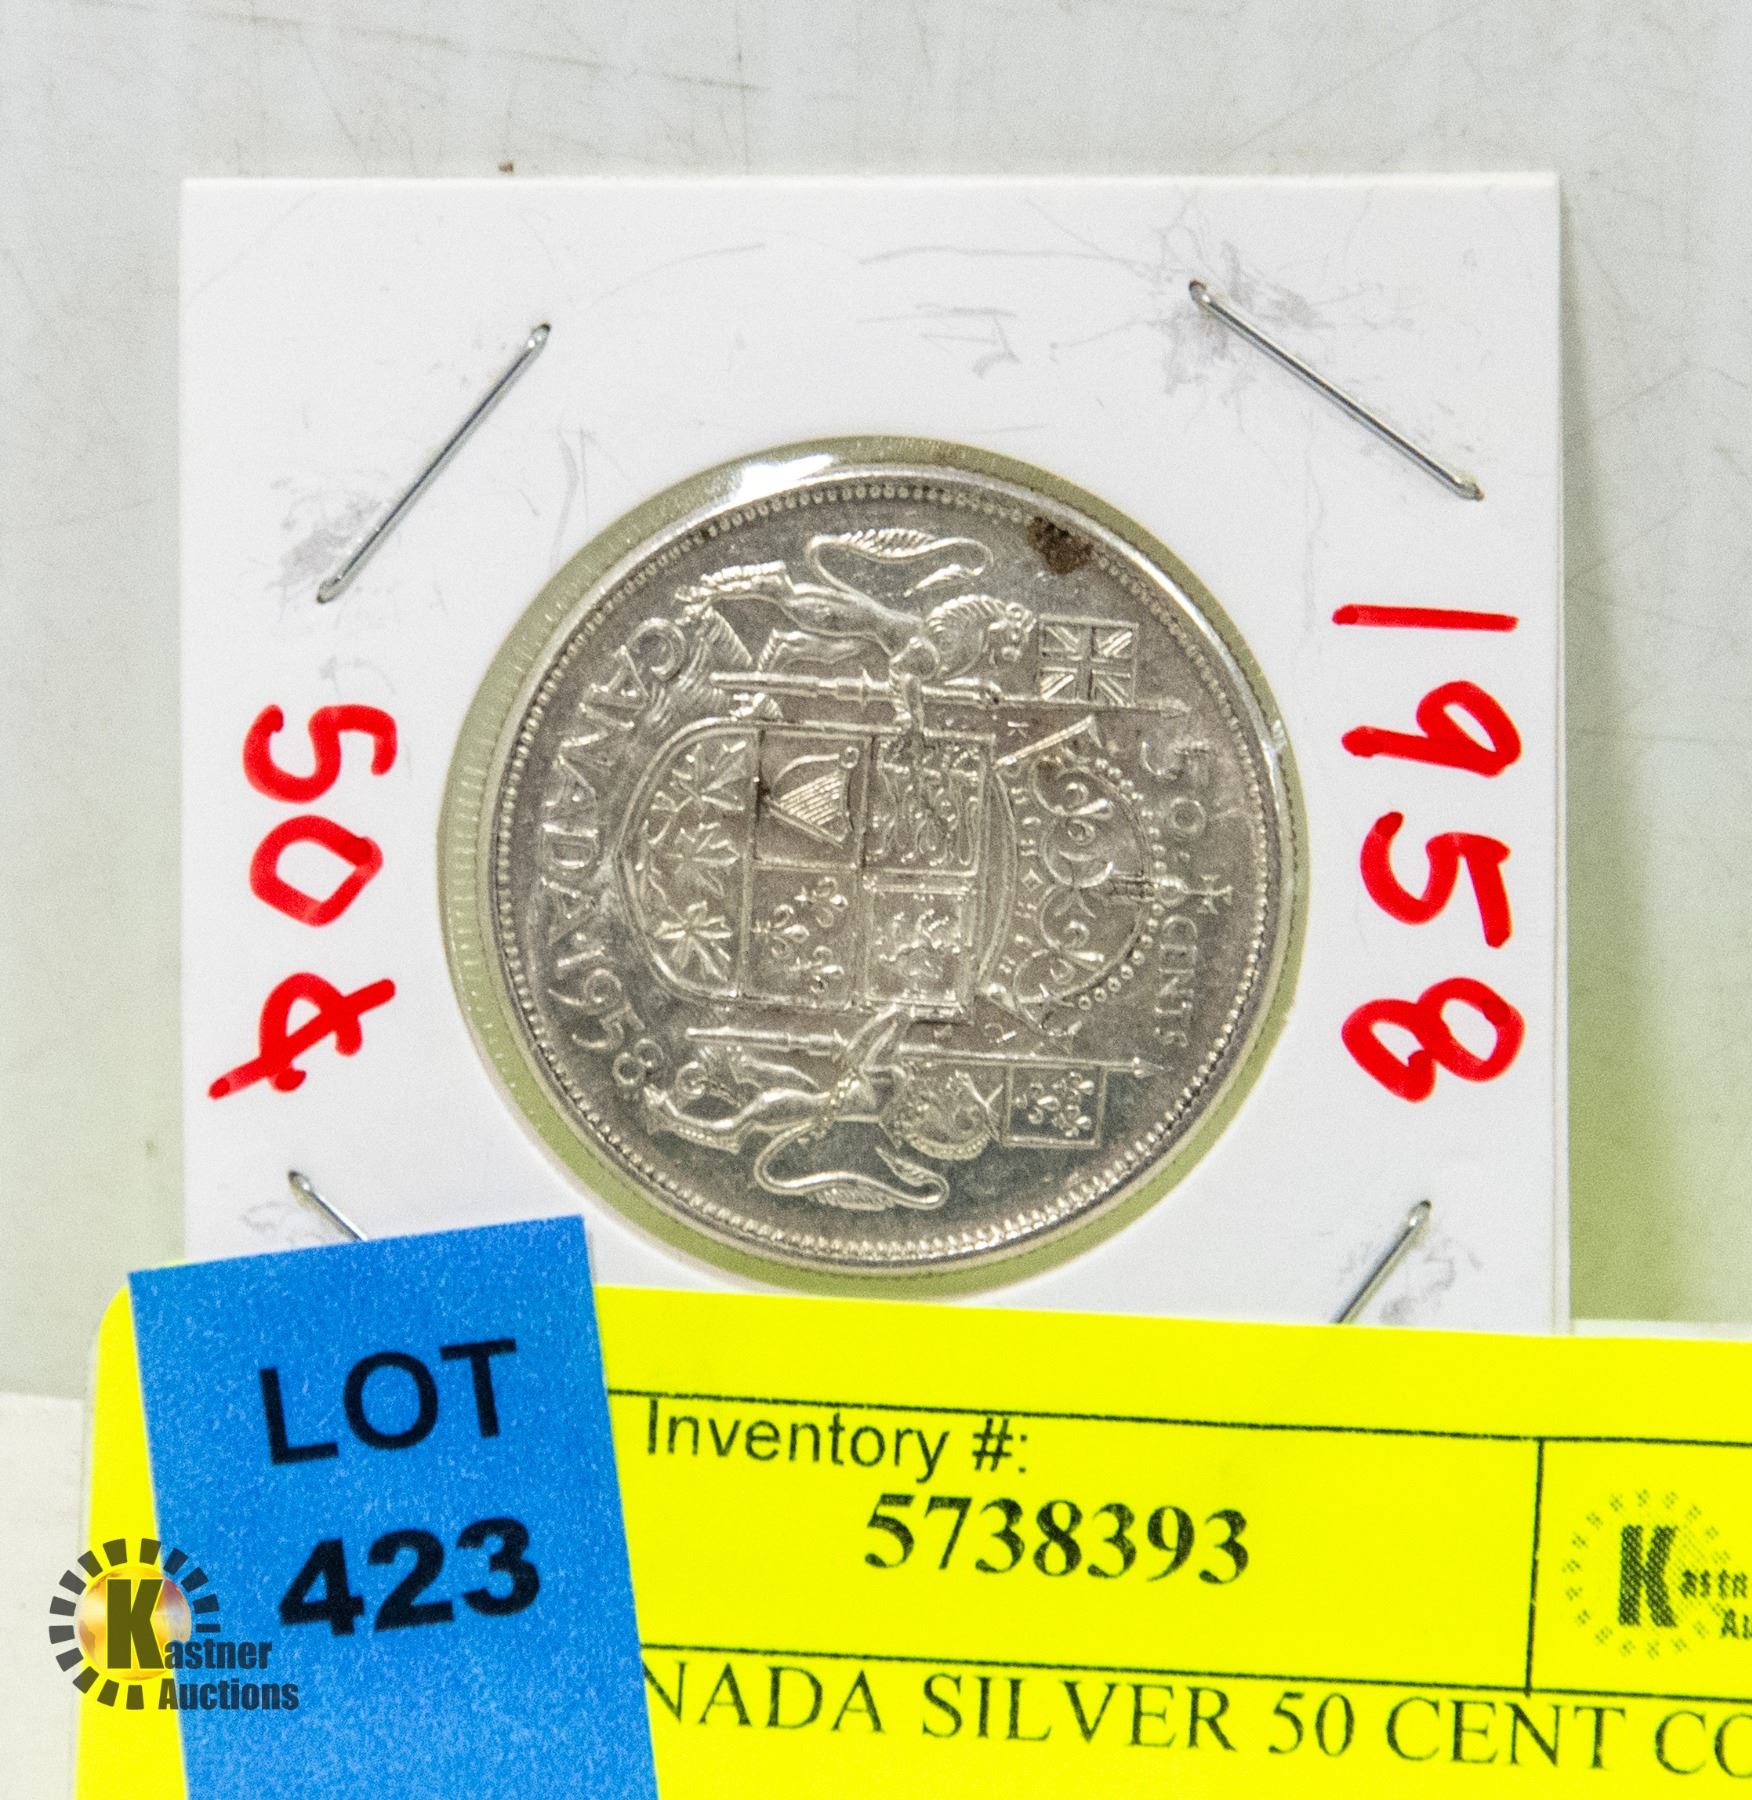 1958
50¢
50 CENTS
CANADA·1958
LOT
423
Inventory #:
5738393
NADA SILVER 50 CENT CO
Kastner
Auctions